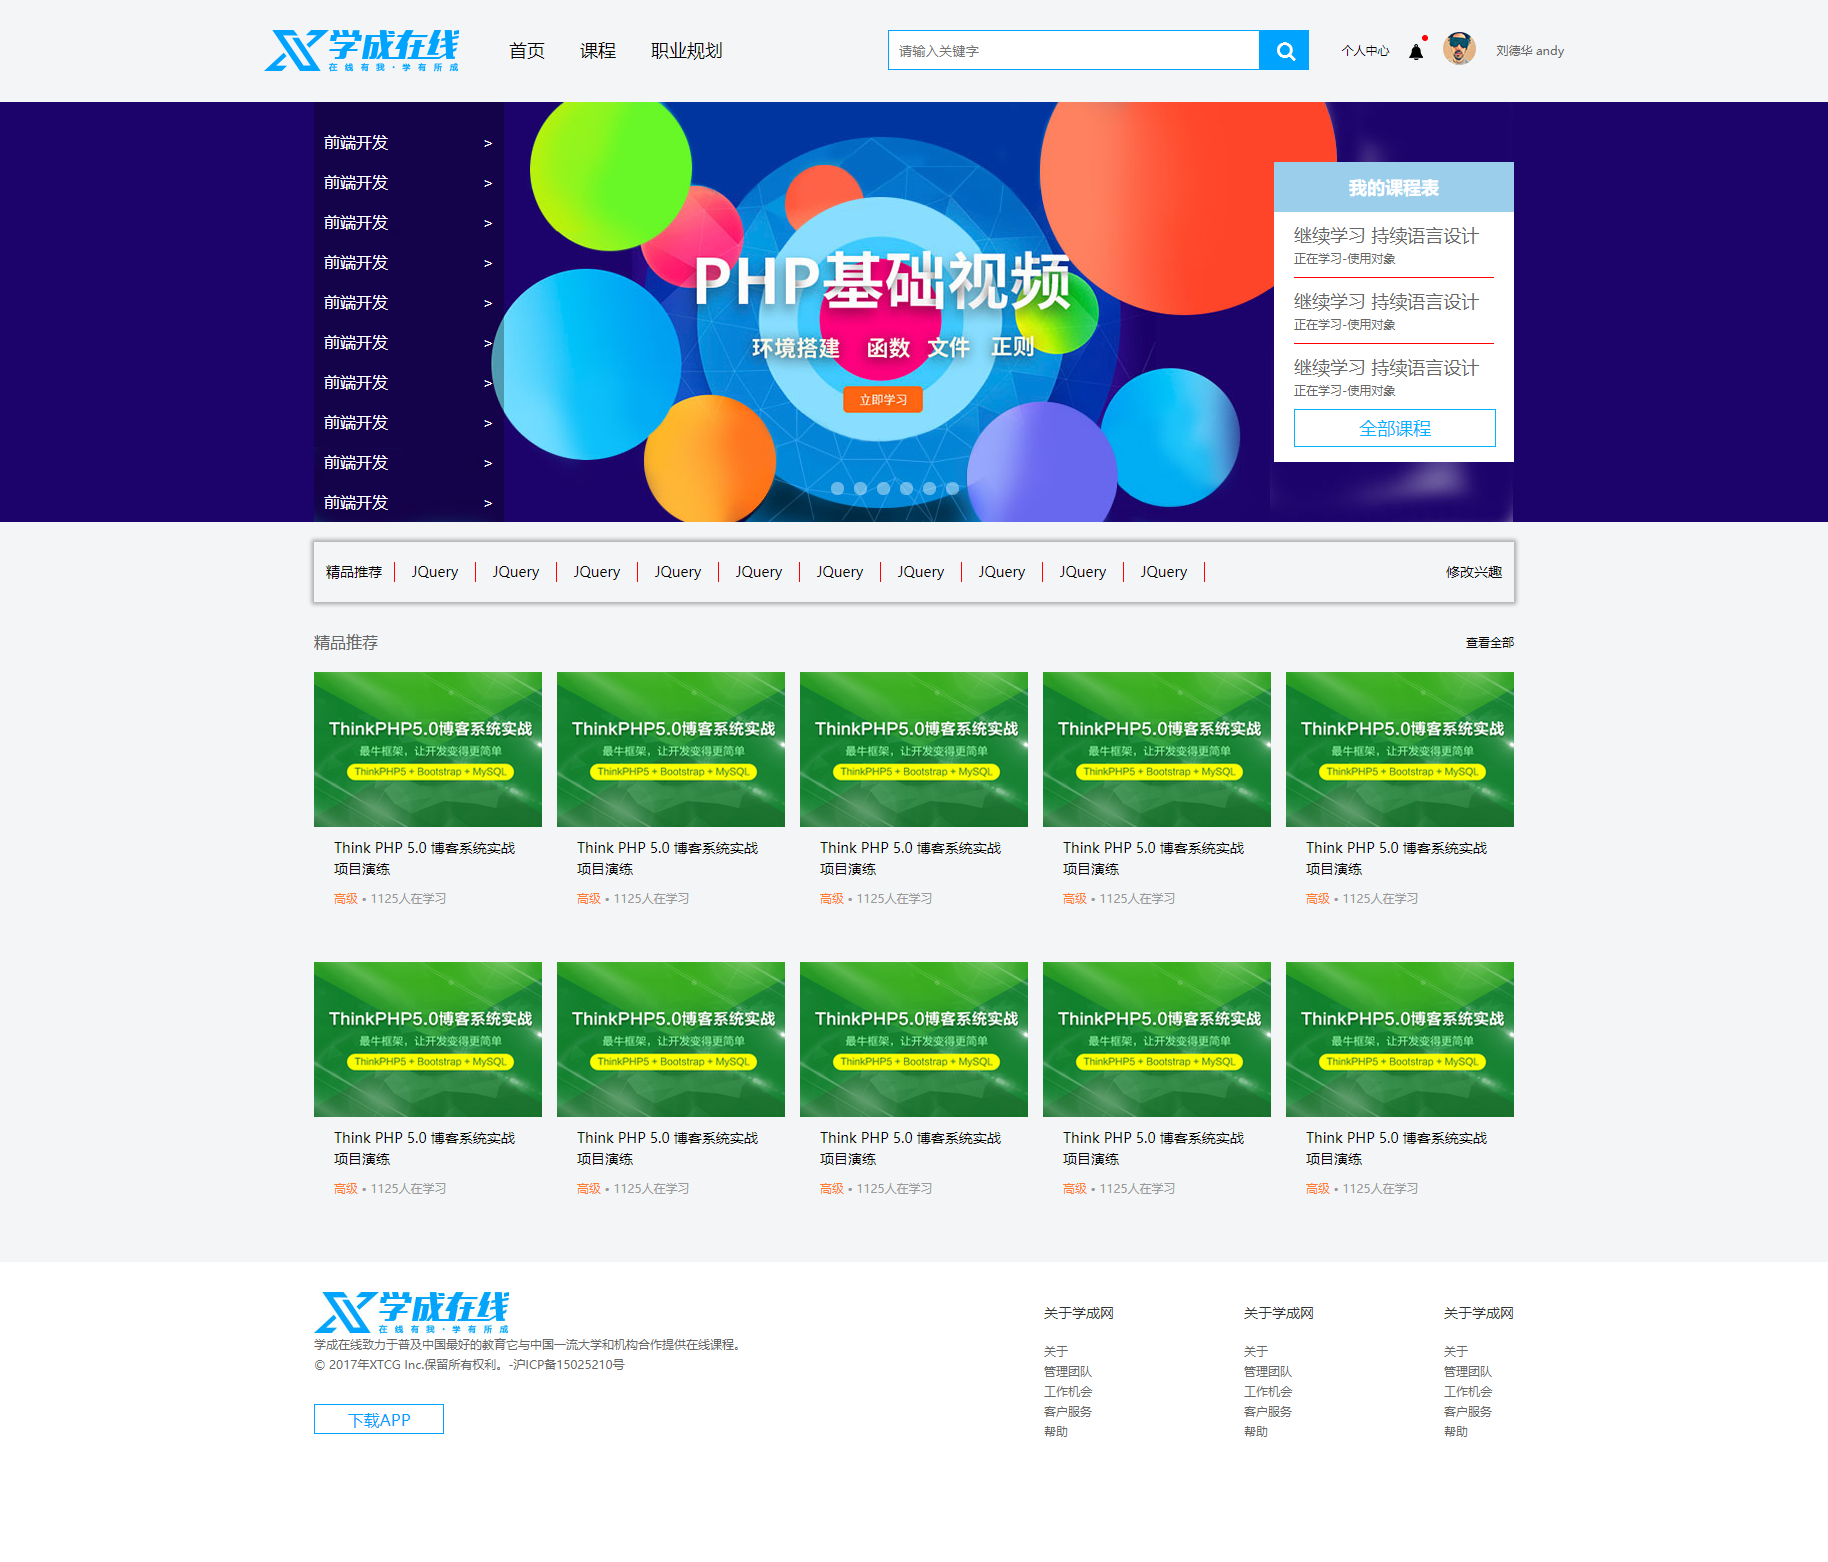 学成在线
在线有我·学有所成
首页 课程 职业规划
请输入关键字
个人中心
刘德华 andy
前端开发 >
前端开发 >
前端开发 >
前端开发 >
前端开发 >
前端开发 >
前端开发 >
前端开发 >
前端开发 >
前端开发 >
PHP基础视频
环境搭建 函数 文件 正则
立即学习
我的课程表
继续学习 持续语言设计
正在学习-使用对象
继续学习 持续语言设计
正在学习-使用对象
继续学习 持续语言设计
正在学习-使用对象
全部课程
精品推荐 JQuery JQuery JQuery JQuery JQuery JQuery JQuery JQuery JQuery JQuery 修改兴趣
精品推荐 查看全部
ThinkPHP5.0博客系统实战
最牛框架，让开发变得更简单
ThinkPHP5 + Bootstrap + MySQL
Think PHP 5.0 博客系统实战
项目演练
高级 • 1125人在学习
ThinkPHP5.0博客系统实战
最牛框架，让开发变得更简单
ThinkPHP5 + Bootstrap + MySQL
Think PHP 5.0 博客系统实战
项目演练
高级 • 1125人在学习
ThinkPHP5.0博客系统实战
最牛框架，让开发变得更简单
ThinkPHP5 + Bootstrap + MySQL
Think PHP 5.0 博客系统实战
项目演练
高级 • 1125人在学习
ThinkPHP5.0博客系统实战
最牛框架，让开发变得更简单
ThinkPHP5 + Bootstrap + MySQL
Think PHP 5.0 博客系统实战
项目演练
高级 • 1125人在学习
ThinkPHP5.0博客系统实战
最牛框架，让开发变得更简单
ThinkPHP5 + Bootstrap + MySQL
Think PHP 5.0 博客系统实战
项目演练
高级 • 1125人在学习
ThinkPHP5.0博客系统实战
最牛框架，让开发变得更简单
ThinkPHP5 + Bootstrap + MySQL
Think PHP 5.0 博客系统实战
项目演练
高级 • 1125人在学习
ThinkPHP5.0博客系统实战
最牛框架，让开发变得更简单
ThinkPHP5 + Bootstrap + MySQL
Think PHP 5.0 博客系统实战
项目演练
高级 • 1125人在学习
ThinkPHP5.0博客系统实战
最牛框架，让开发变得更简单
ThinkPHP5 + Bootstrap + MySQL
Think PHP 5.0 博客系统实战
项目演练
高级 • 1125人在学习
ThinkPHP5.0博客系统实战
最牛框架，让开发变得更简单
ThinkPHP5 + Bootstrap + MySQL
Think PHP 5.0 博客系统实战
项目演练
高级 • 1125人在学习
ThinkPHP5.0博客系统实战
最牛框架，让开发变得更简单
ThinkPHP5 + Bootstrap + MySQL
Think PHP 5.0 博客系统实战
项目演练
高级 • 1125人在学习
学成在线
在线有我·学有所成
学成在线致力于普及中国最好的教育它与中国一流大学和机构合作提供在线课程。
© 2017年XTCG Inc.保留所有权利。-沪ICP备15025210号
下载APP
关于学成网
关于
管理团队
工作机会
客户服务
帮助
关于学成网
关于
管理团队
工作机会
客户服务
帮助
关于学成网
关于
管理团队
工作机会
客户服务
帮助